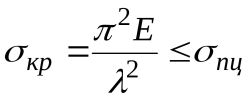 σкр = π²E / λ² ≤ σпц